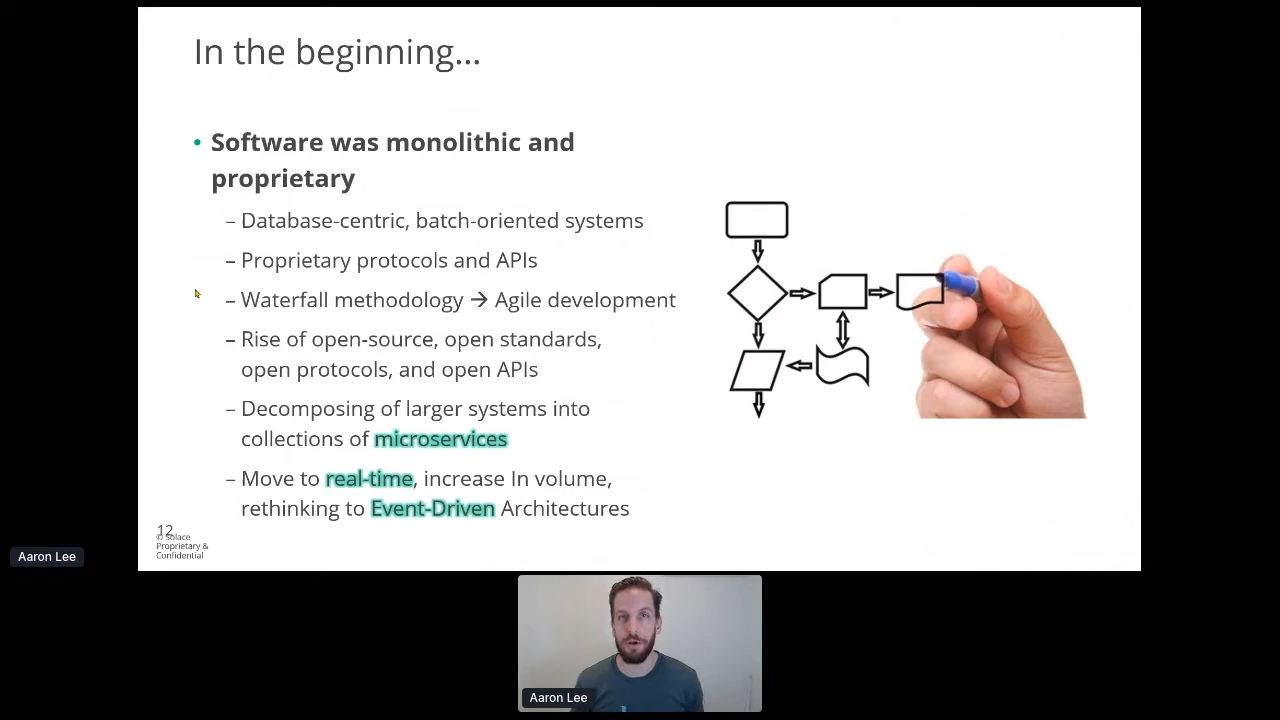 In the beginning...
• Software was monolithic and
proprietary
– Database-centric, batch-oriented systems
– Proprietary protocols and APIs
– Waterfall methodology → Agile development
– Rise of open-source, open standards,
open protocols, and open APIs
– Decomposing of larger systems into
collections of microservices
– Move to real-time, increase In volume,
rethinking to Event-Driven Architectures
12
© Solace
Proprietary &
Confidential
Aaron Lee
Aaron Lee